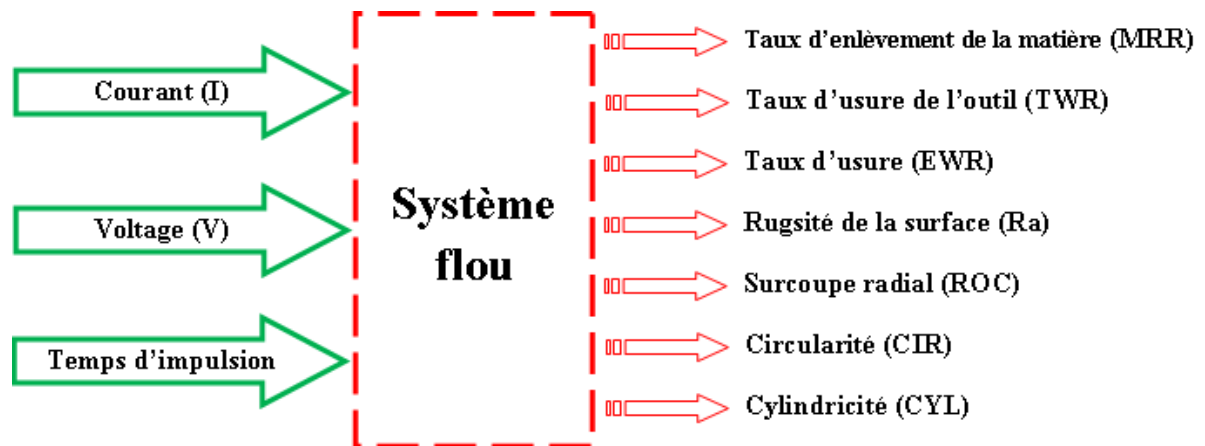 Courant (I)
Voltage (V)
Temps d'impulsion
Système
flou
Taux d'enlèvement de la matière (MRR)
Taux d'usure de l'outil (TWR)
Taux d'usure (EWR)
Rugsité de la surface (Ra)
Surcoupe radial (ROC)
Circularité (CIR)
Cylindricité (CYL)